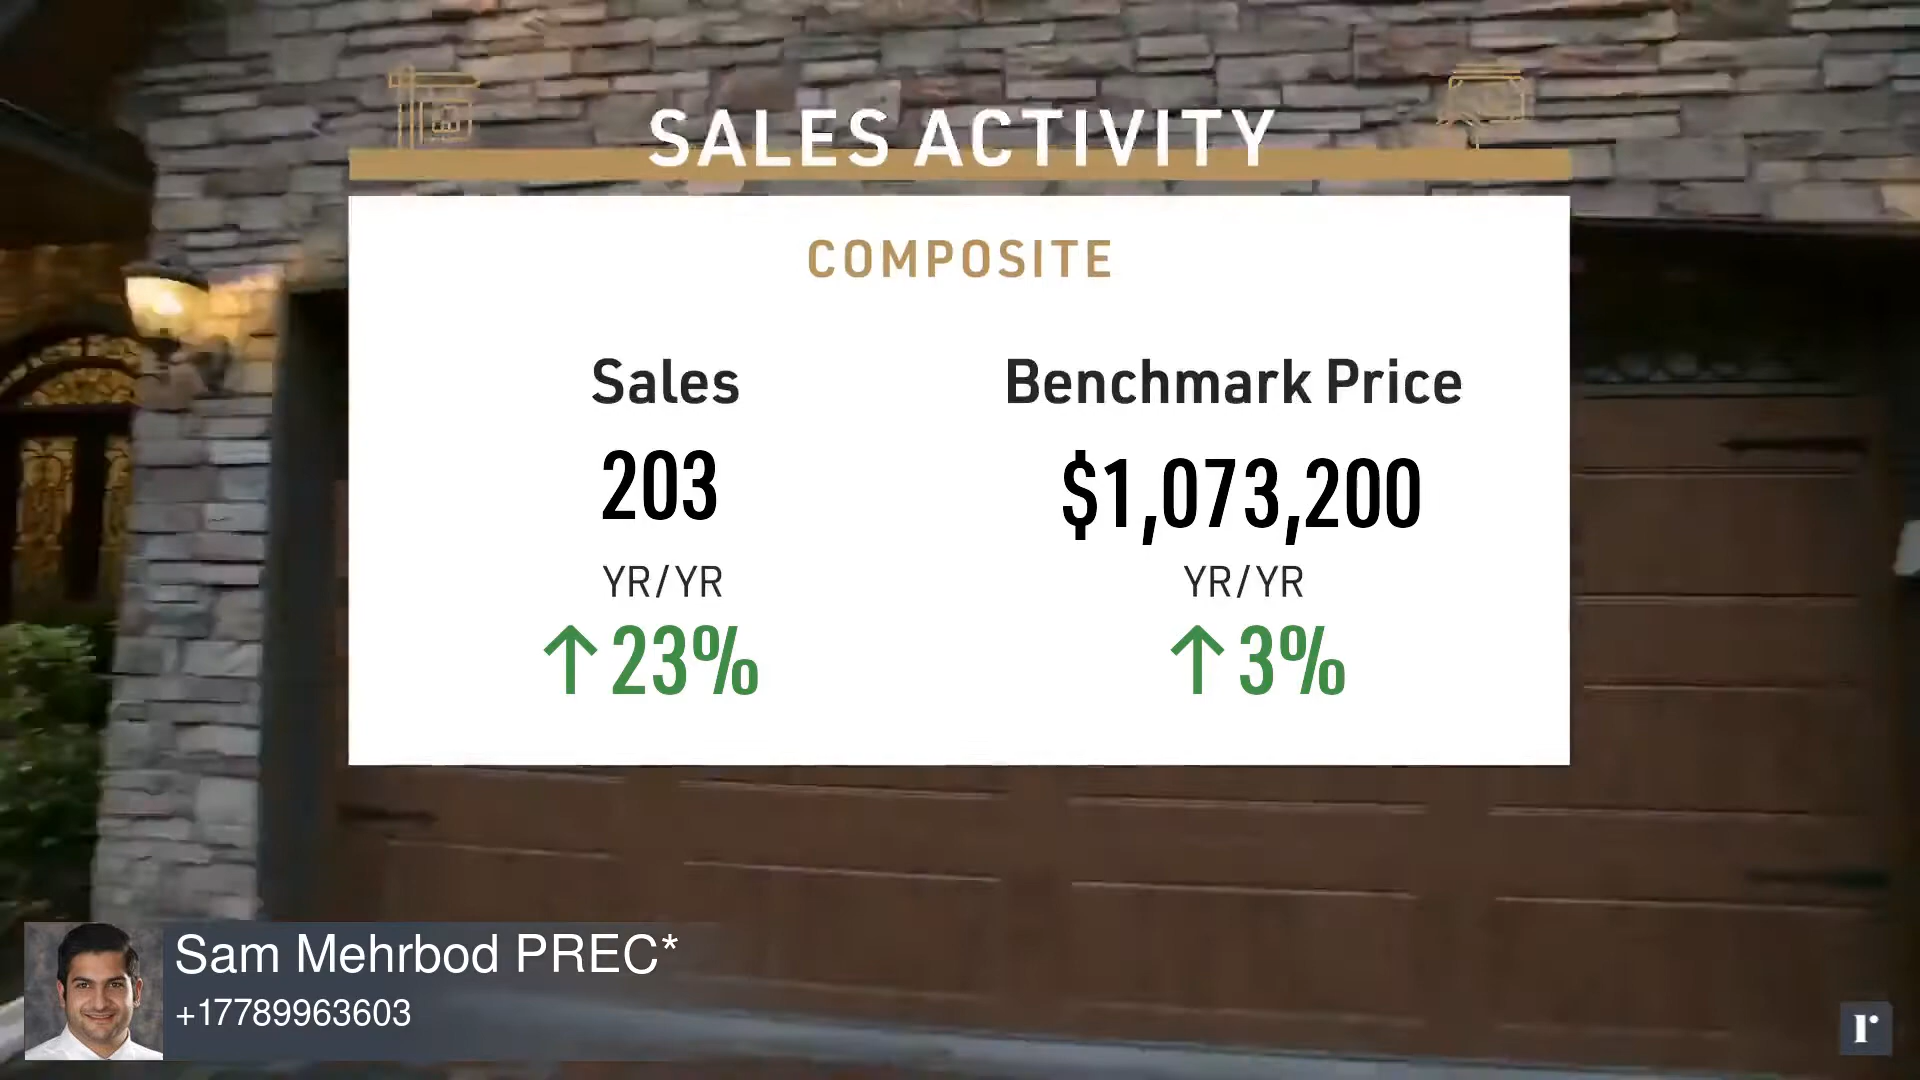 SALES ACTIVITY
COMPOSITE
Sales
Benchmark Price
203
$1,073,200
YR/YR
YR/YR
↑23%
↑3%
Sam Mehrbod PREC*
+17789963603
r